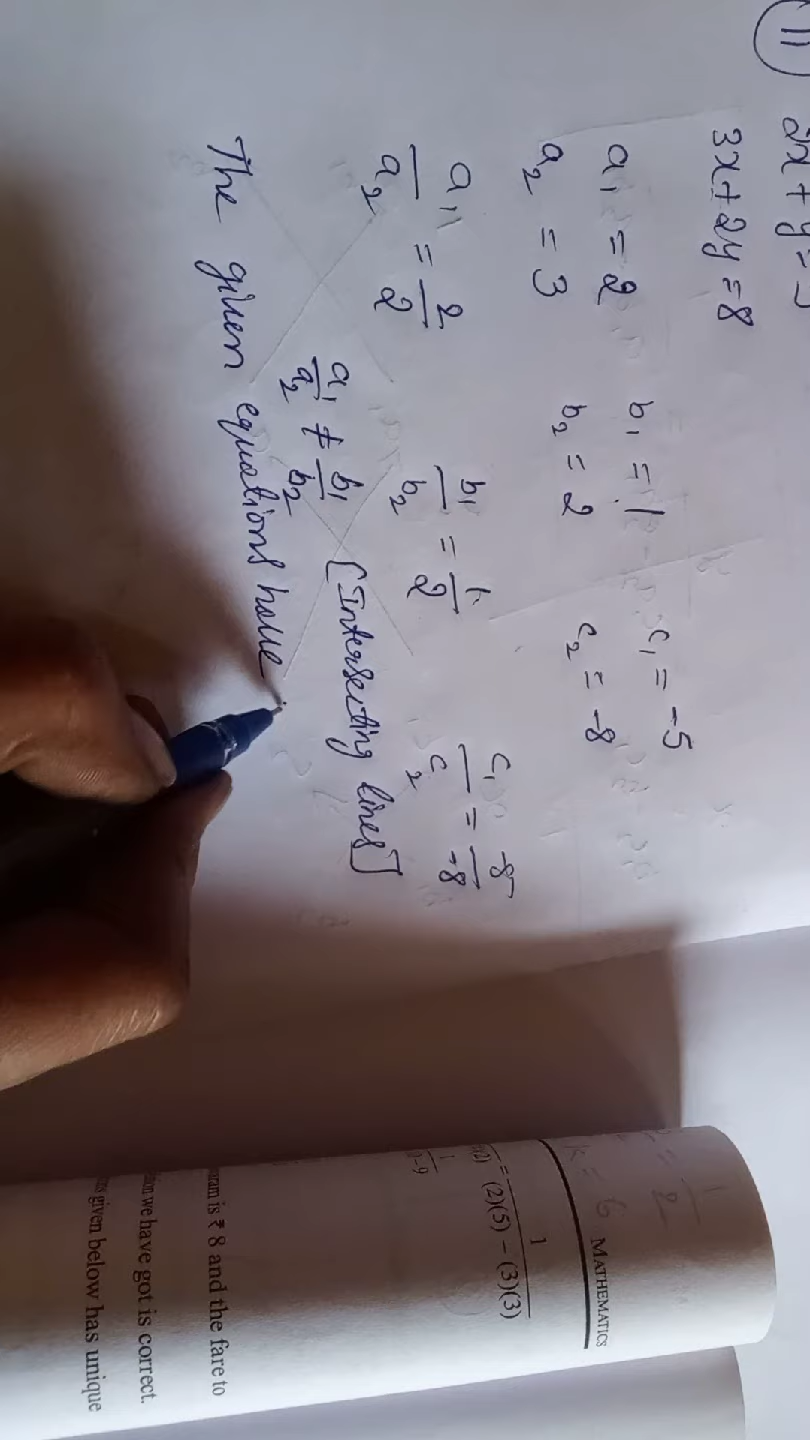 (11) 2x + y = 5
3x + 2y = 8
a₁ = 2 b₁ = 1 c₁ = -5
a₂ = 3 b₂ = 2 c₂ = -8
a₁/a₂ = 2/2 b₁/b₂ = 1/2 c₁/c₂ = -5/-8
a₁/a₂ ≠ b₁/b₂ [Intersecting lines]
The given equations have
MATHEMATICS
1
(2)(5) − (3)(3)
is ₹ 8 and the fare to
we have got is correct.
given below has unique